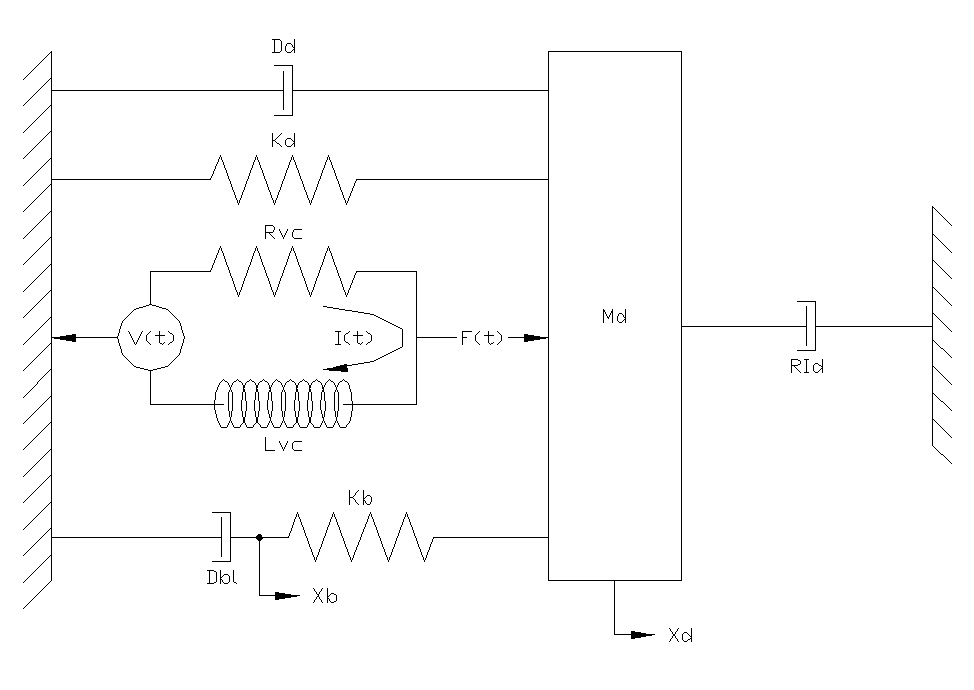 Dd
Kd
Rvc
V(t)
I(t)
F(t)
Md
RId
Lvc
Kb
Dbl
Xb
Xd